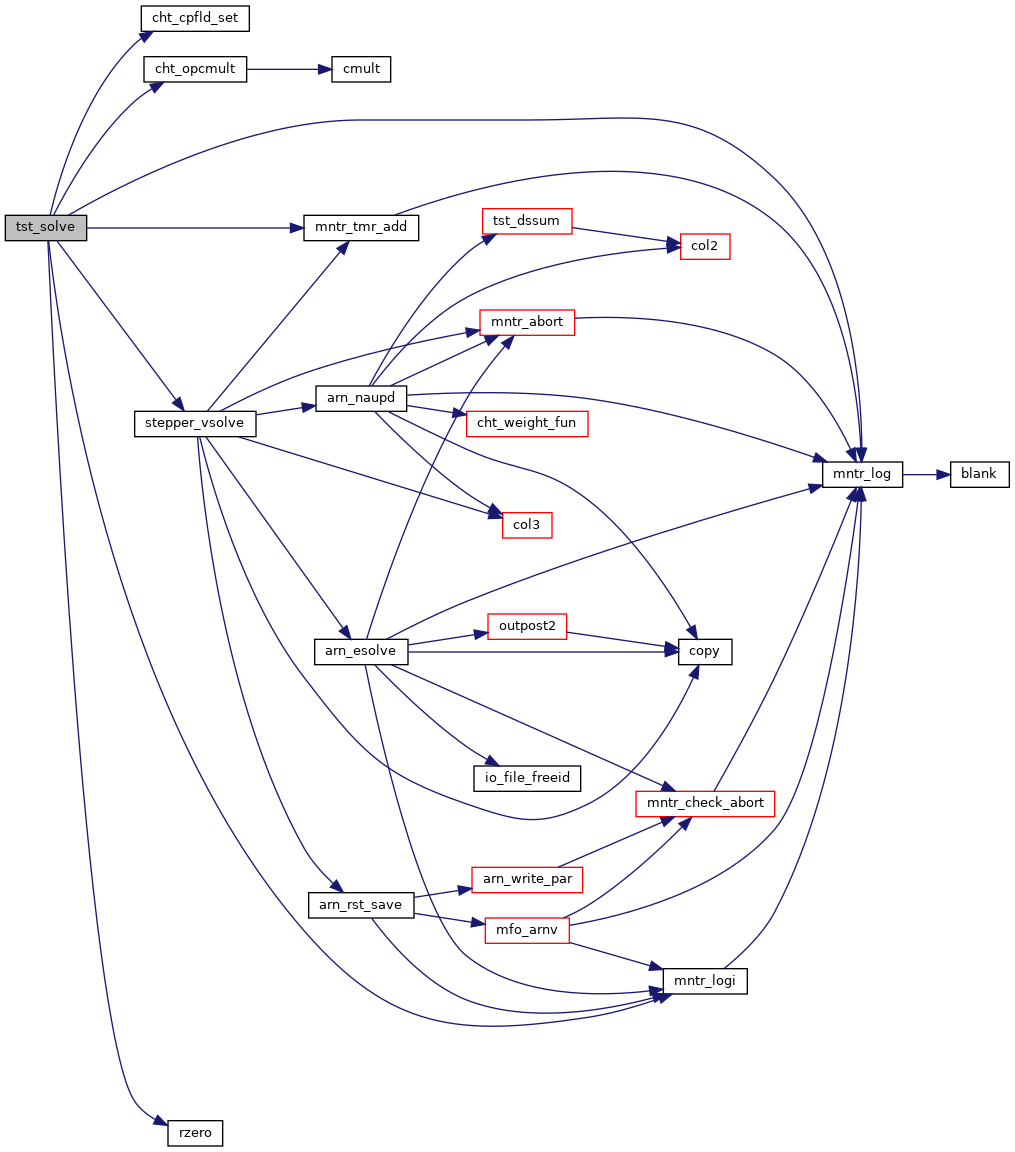 cht_cpfld_set
cht_opcmult
cmult
tst_solve
mntr_tmr_add
tst_dssum
col2
mntr_abort
arn_naupd
stepper_vsolve
cht_weight_fun
mntr_log
blank
col3
outpost2
arn_esolve
copy
io_file_freeid
mntr_check_abort
arn_write_par
arn_rst_save
mfo_arnv
mntr_logi
rzero